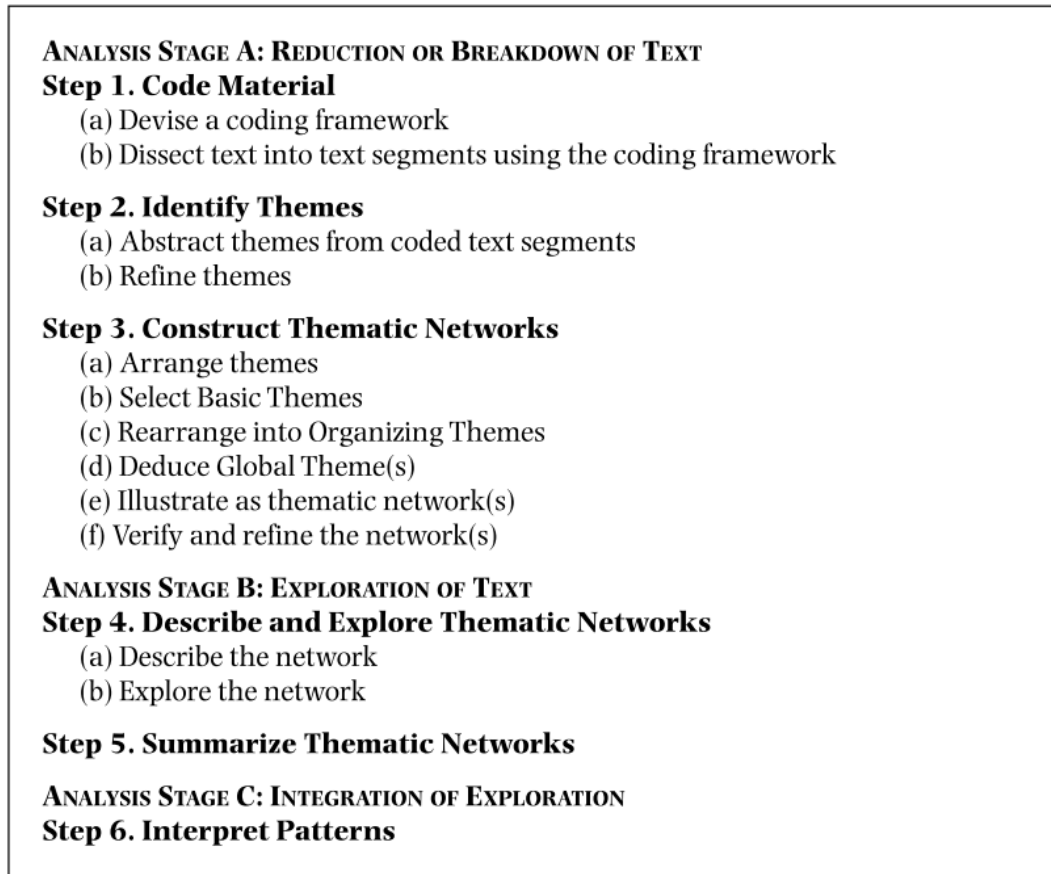 ANALYSIS STAGE A: REDUCTION OR BREAKDOWN OF TEXT
Step 1. Code Material
(a) Devise a coding framework
(b) Dissect text into text segments using the coding framework
Step 2. Identify Themes
(a) Abstract themes from coded text segments
(b) Refine themes
Step 3. Construct Thematic Networks
(a) Arrange themes
(b) Select Basic Themes
(c) Rearrange into Organizing Themes
(d) Deduce Global Theme(s)
(e) Illustrate as thematic network(s)
(f) Verify and refine the network(s)
ANALYSIS STAGE B: EXPLORATION OF TEXT
Step 4. Describe and Explore Thematic Networks
(a) Describe the network
(b) Explore the network
Step 5. Summarize Thematic Networks
ANALYSIS STAGE C: INTEGRATION OF EXPLORATION
Step 6. Interpret Patterns